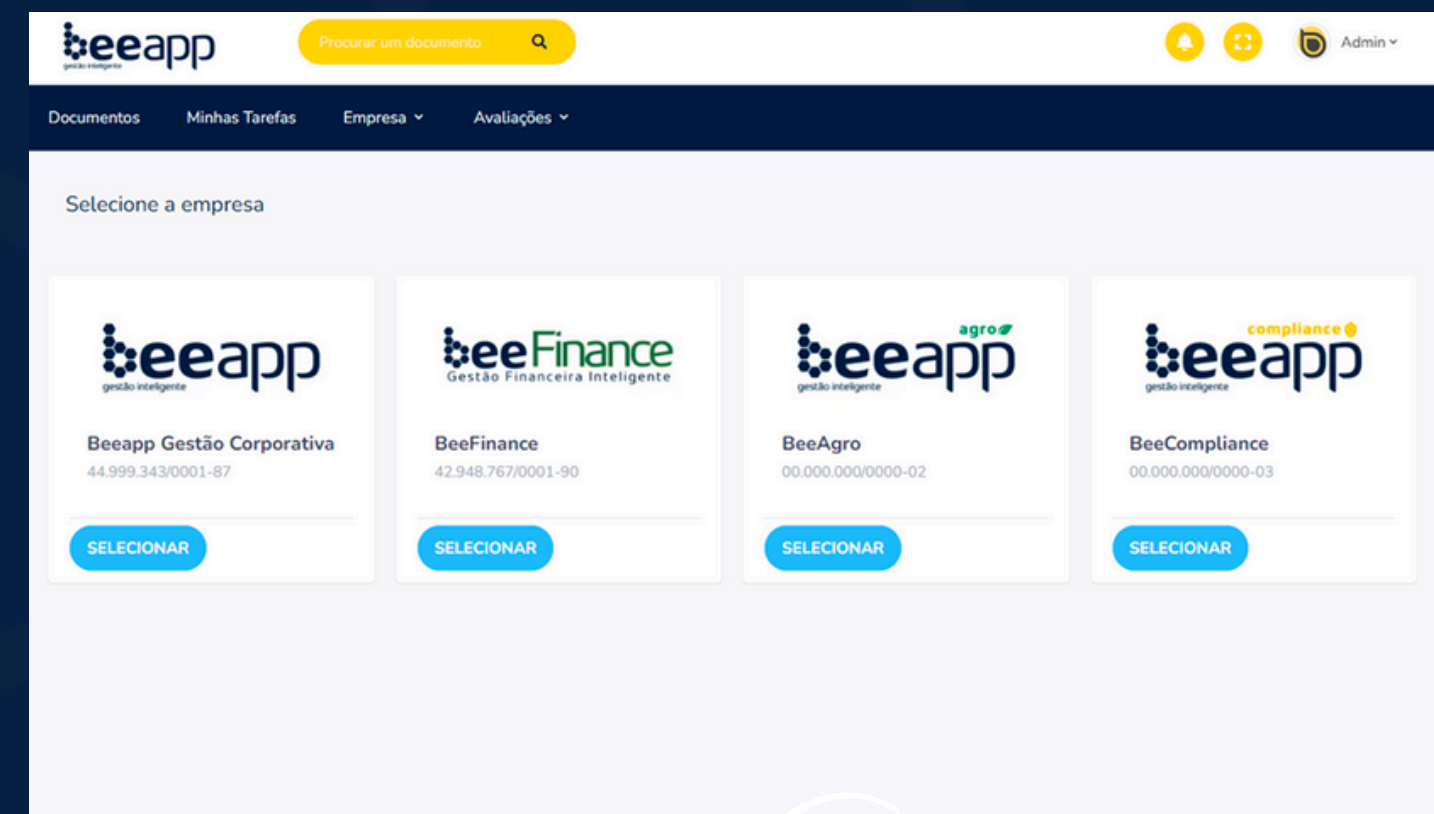 beeapp
gestão inteligente
Procurar um documento
Admin
Documentos Minhas Tarefas Empresa Avaliações
Selecione a empresa
beeapp
gestão inteligente
Beeapp Gestão Corporativa
44.999.343/0001-87
SELECIONAR
beeFinance
Gestão Financeira Inteligente
BeeFinance
42.948.767/0001-90
SELECIONAR
agro
beeapp
gestão inteligente
BeeAgro
00.000.000/0000-02
SELECIONAR
compliance
beeapp
gestão inteligente
BeeCompliance
00.000.000/0000-03
SELECIONAR